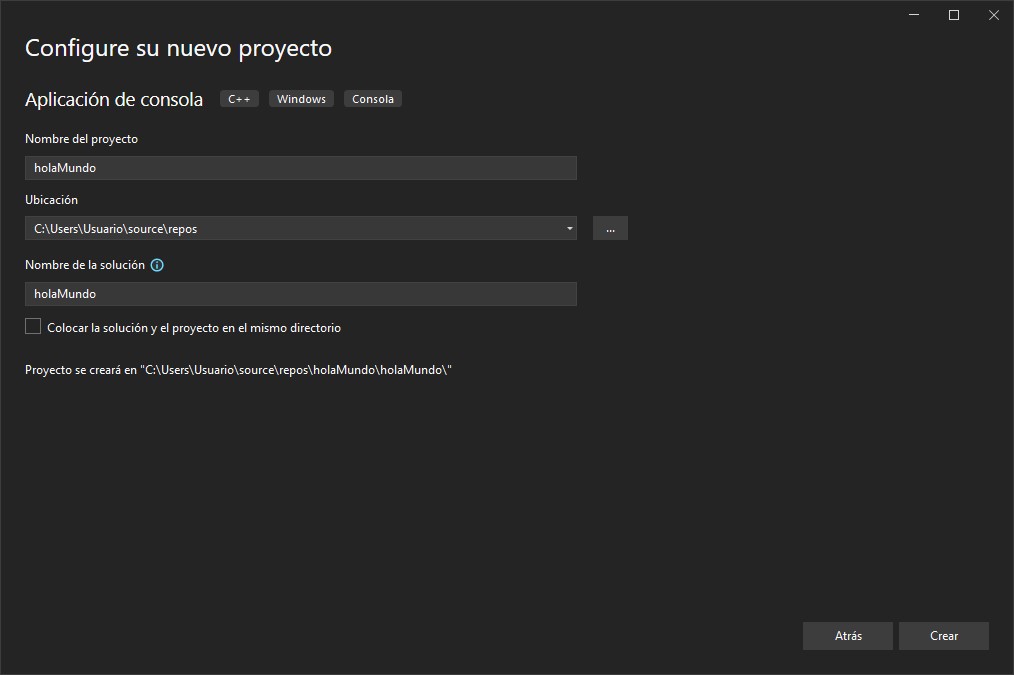 Configure su nuevo proyecto
Aplicación de consola C++ Windows Consola
Nombre del proyecto
holaMundo
Ubicación
C:\Users\Usuario\source\repos ...
Nombre de la solución
holaMundo
Colocar la solución y el proyecto en el mismo directorio
Proyecto se creará en "C:\Users\Usuario\source\repos\holaMundo\holaMundo\"
Atrás Crear